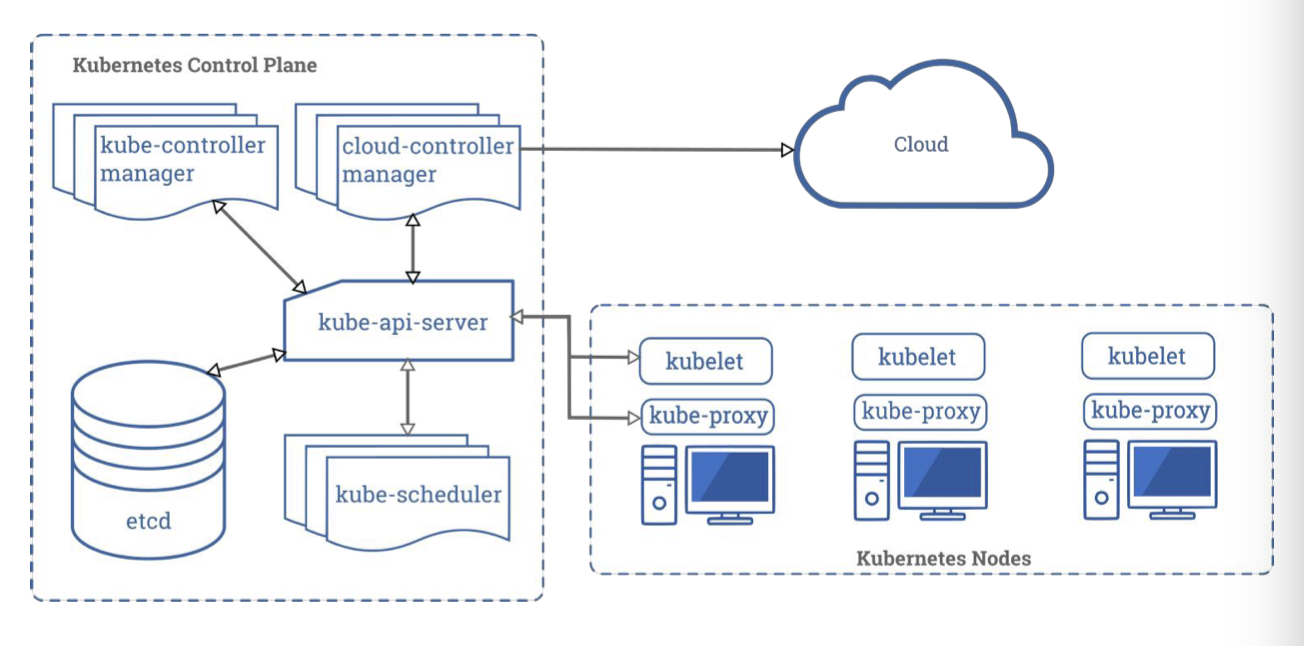 Kubernetes Control Plane
kube-controller
manager
cloud-controller
manager
Cloud
kube-api-server
etcd
kube-scheduler
kubelet
kube-proxy
kubelet
kube-proxy
kubelet
kube-proxy
Kubernetes Nodes